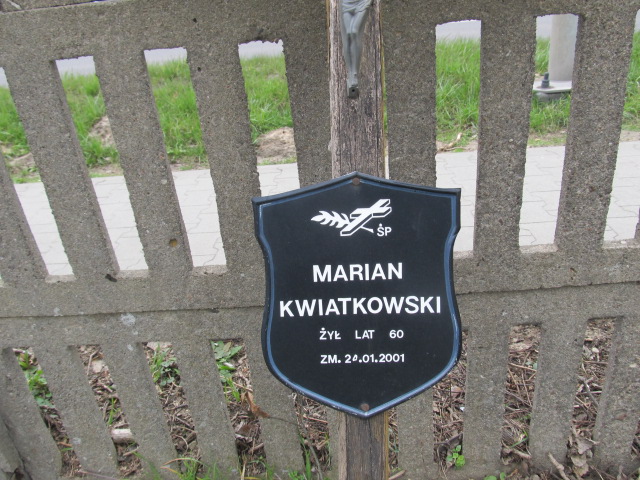 ŚP
MARIAN
KWIATKOWSKI
ŻYŁ LAT 60
ZM. 24.01.2001